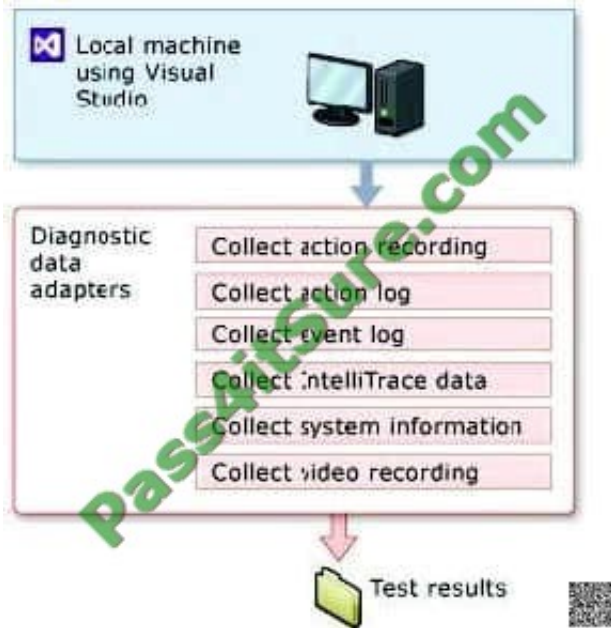 Local machine
using Visual
Studio
Diagnostic
data
adapters
Collect action recording
Collect action log
Collect event log
Collect IntelliTrace data
Collect system information
Collect video recording
Pass4itSure.com
Test results